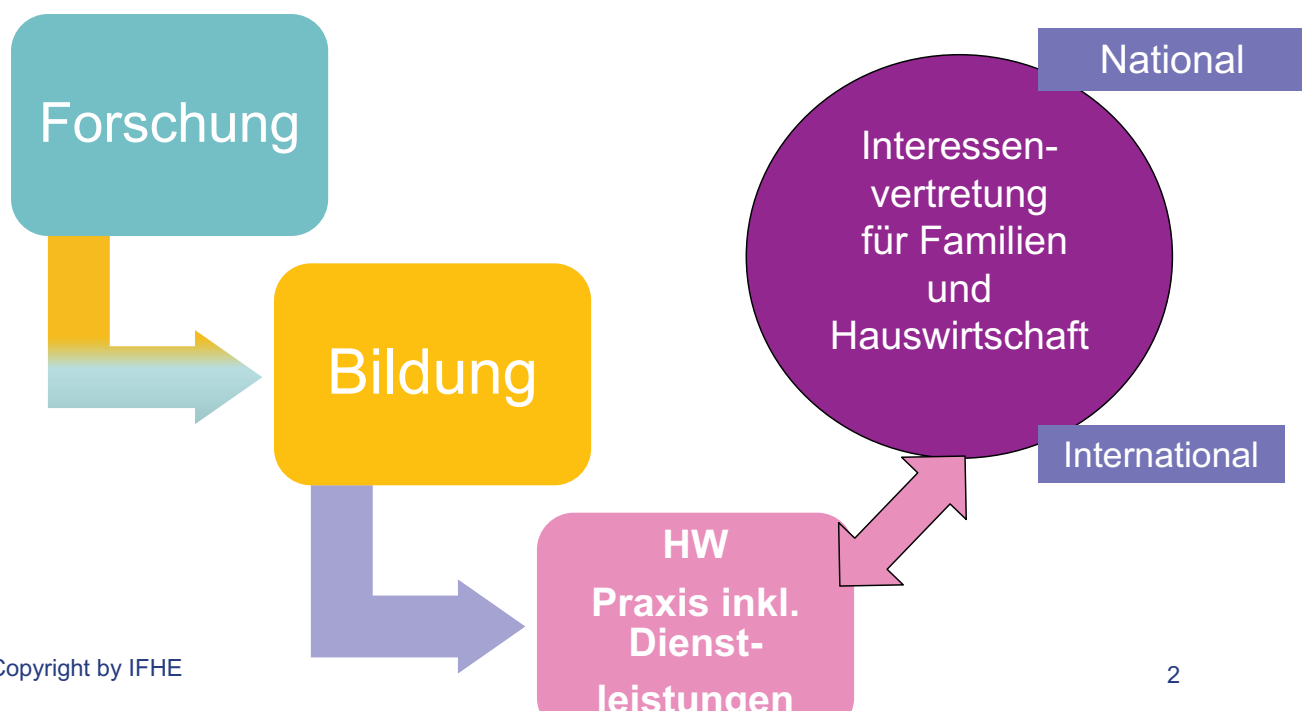 Forschung
Bildung
HW
Praxis inkl.
Dienst-
leistungen
National
Interessen-
vertretung
für Familien
und
Hauswirtschaft
International
Copyright by IFHE
2